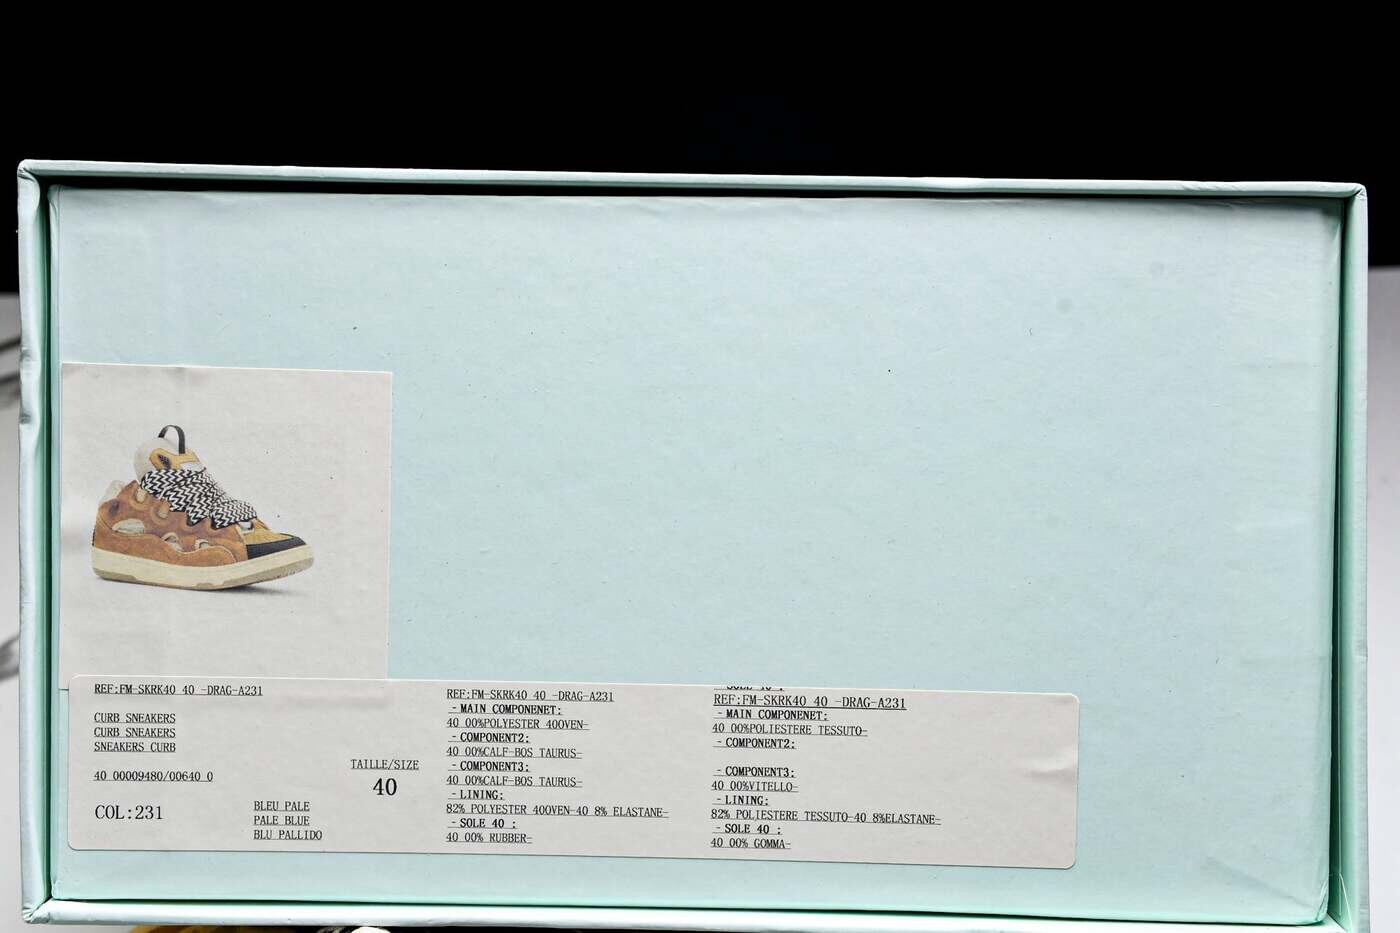 REF:FM-SKRK40 40 -DRAG-A231
CURB SNEAKERS
CURB SNEAKERS
SNEAKERS CURB
40 00009480/00640 0
COL:231
BLEU PALE
PALE BLUE
BLU PALLIDO
TAILLE/SIZE
40
REF:FM-SKRK40 40 -DRAG-A231
- MAIN COMPONENET:
40 00%POLYESTER 40OVEN-
- COMPONENT2:
40 00%CALF-BOS TAURUS-
- COMPONENT3:
40 00%CALF-BOS TAURUS-
- LINING:
82% POLYESTER 40OVEN-40 8% ELASTANE-
- SOLE 40 :
40 00% RUBBER-
- SOLE 40 :
REF:FM-SKRK40 40 -DRAG-A231
- MAIN COMPONENET:
40 00%POLIESTERE TESSUTO-
- COMPONENT2:
- COMPONENT3:
40 00%VITELLO-
- LINING:
82% POLIESTERE TESSUTO-40 8%ELASTANE-
- SOLE 40 :
40 00% GOMMA-